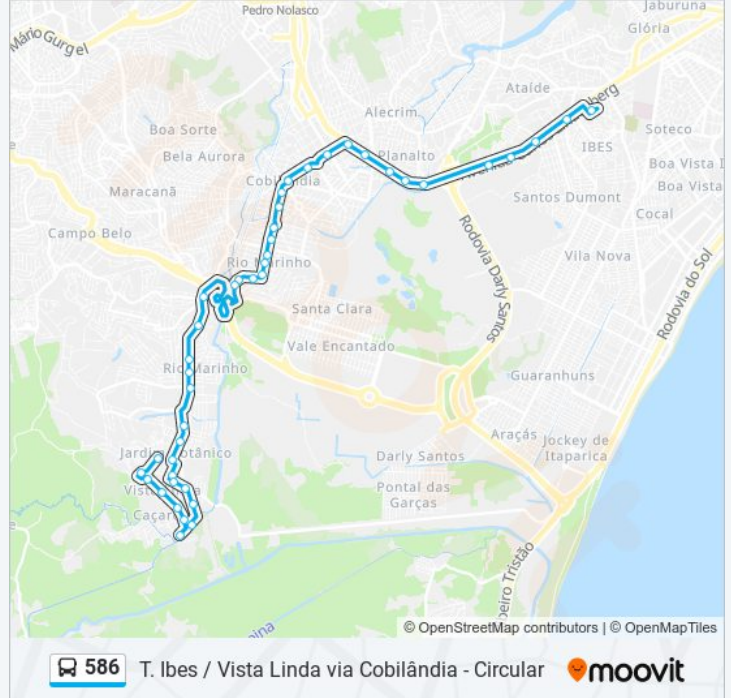 Pedro Nolasco
Jaburuna
Glória
Mário Gurgel
Ataíde
berg
Alecrim
Boa Sorte
Soteco
Planalto
IBES
Bela Aurora
Boa Vista I
Cobilândia
Boa Vista
Maracanã
Santos Dumont
Cocal
Campo Belo
Rodovia Darly Santos
Vila Nova
Rio Marinho
Rodovia do Sol
Santa Clara
Vale Encantado
Rio Marinho
Guaranhuns
Araçás
Jockey de
Itaparica
Jardim Botânico
Darly Santos
Pontal das
Garças
beiro Tristão
© OpenStreetMap contributors | © OpenMapTiles
586 T. Ibes / Vista Linda via Cobilândia - Circular moovit